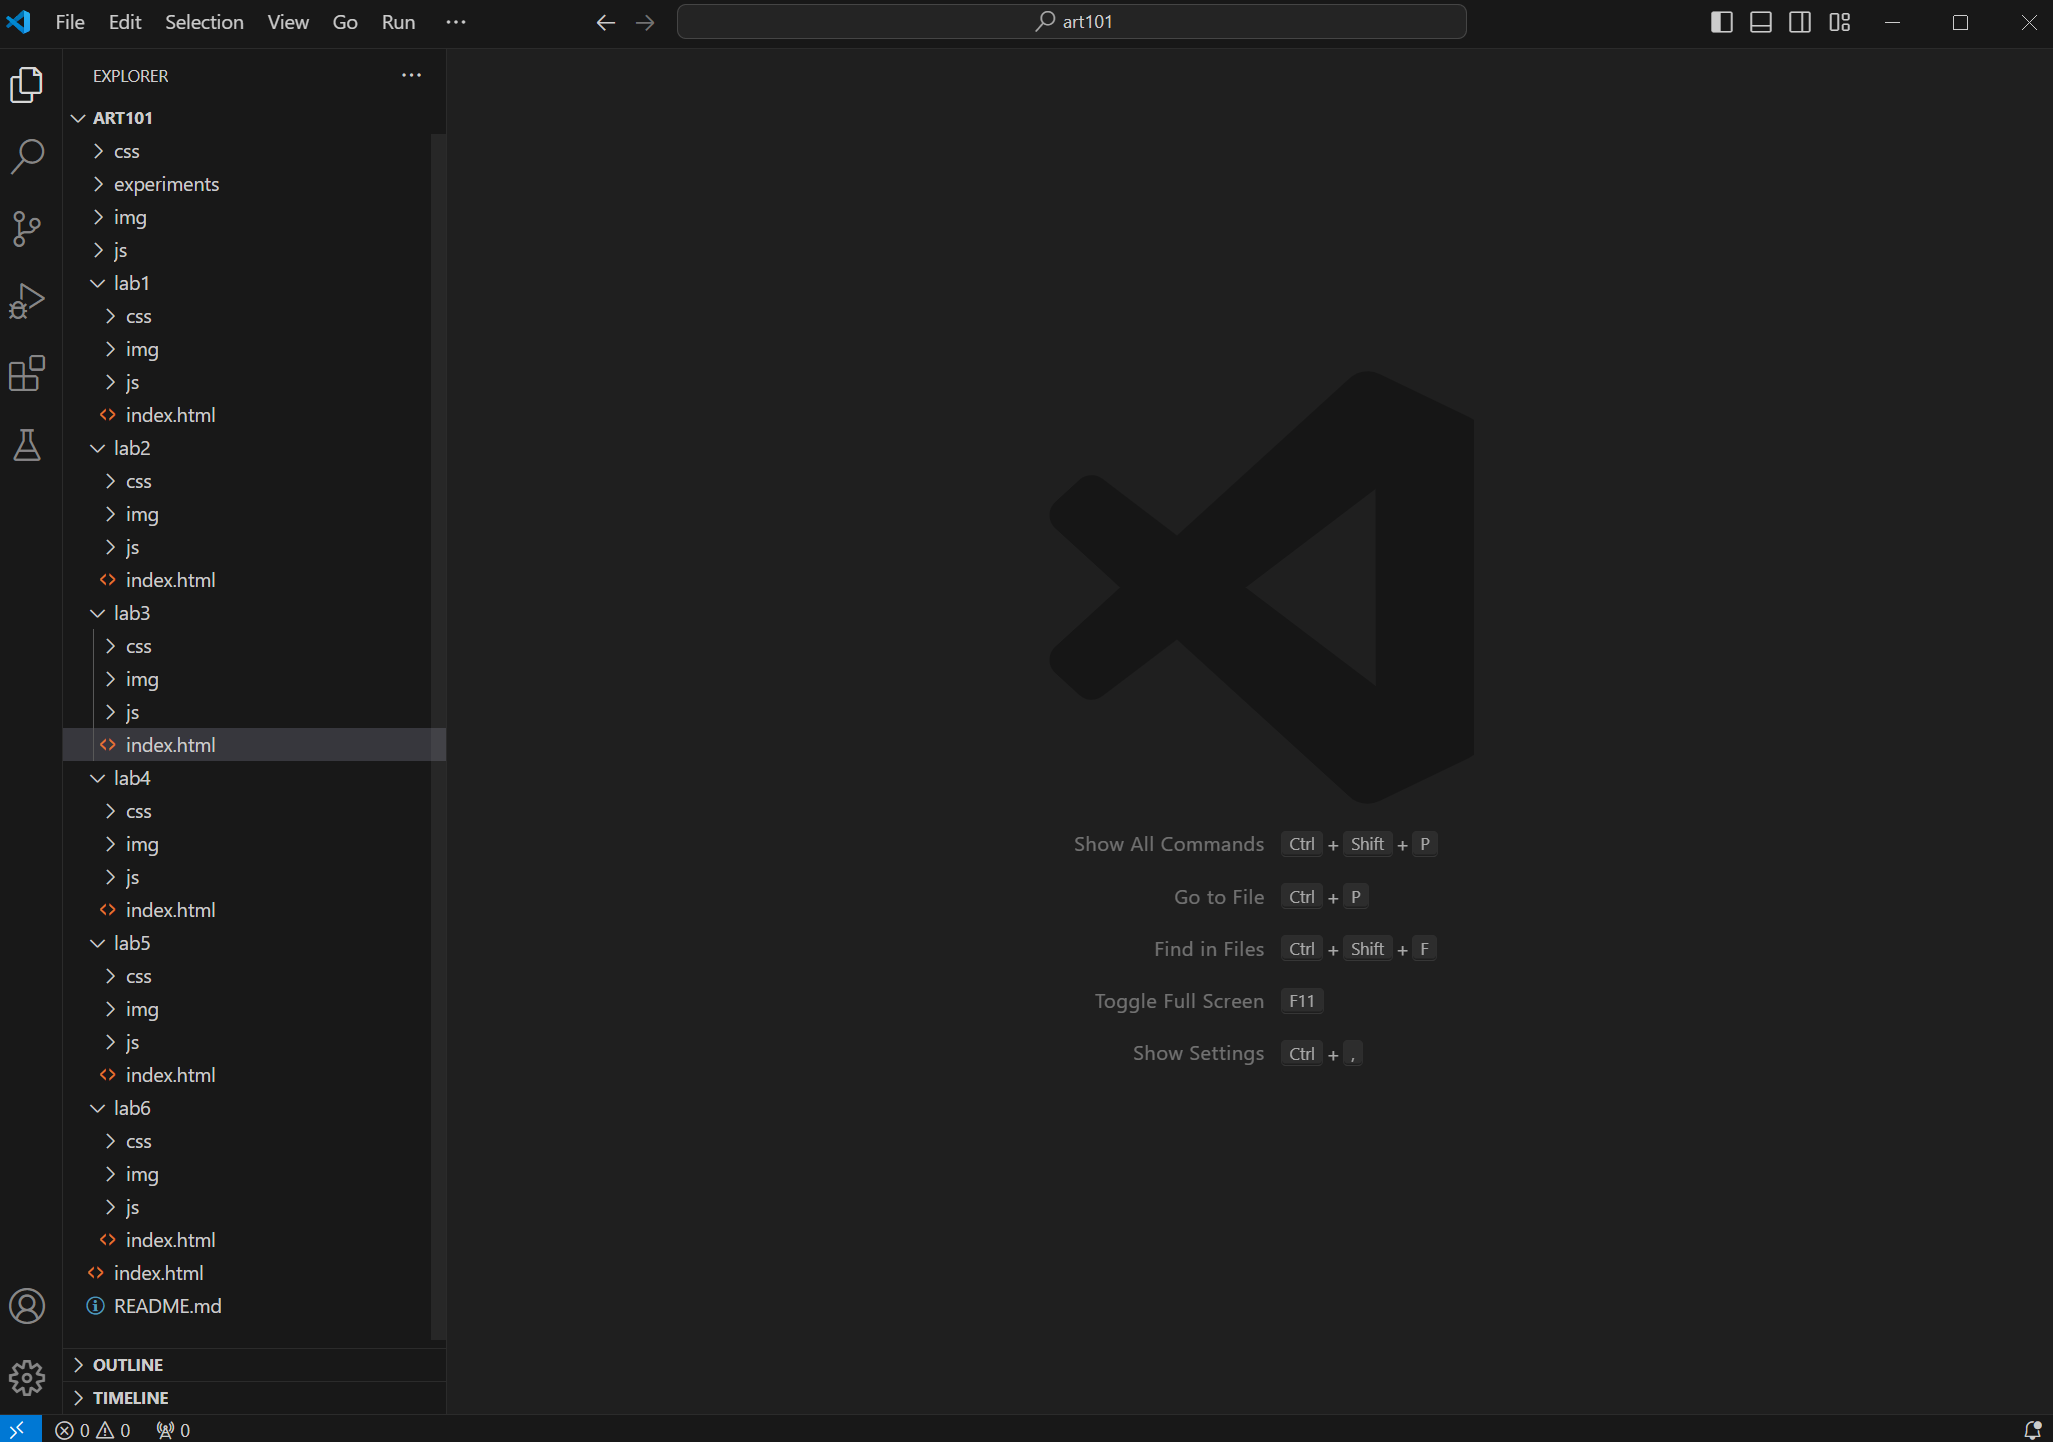 File Edit Selection View Go Run
art101
EXPLORER
ART101
css
experiments
img
js
lab1
css
img
js
index.html
lab2
css
img
js
index.html
lab3
css
img
js
index.html
lab4
css
img
js
index.html
lab5
css
img
js
index.html
lab6
css
img
js
index.html
index.html
README.md
OUTLINE
TIMELINE
Show All Commands Ctrl + Shift + P
Go to File Ctrl + P
Find in Files Ctrl + Shift + F
Toggle Full Screen F11
Show Settings Ctrl + ,
0 0 0